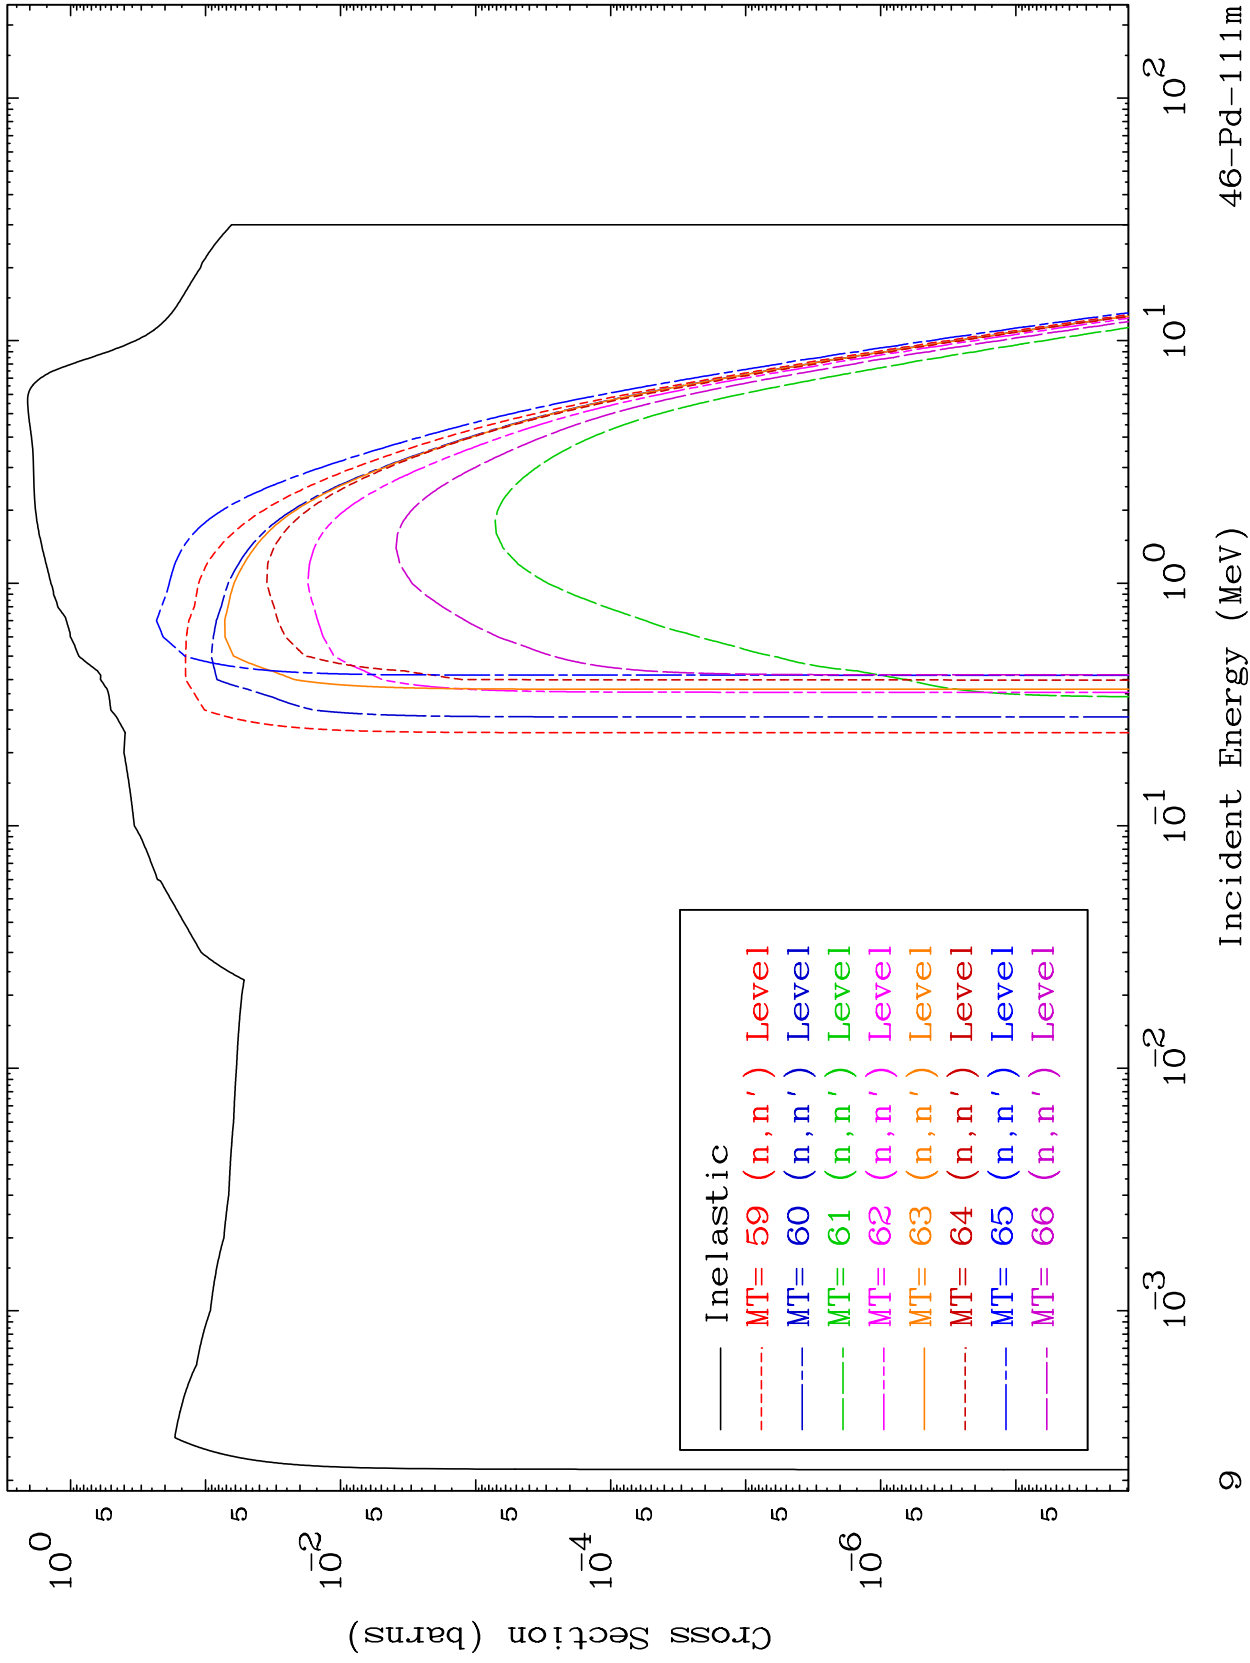 Cross Section (barns)
10^0
5
5
10^-2
5
5
10^-4
5
5
10^-6
5
5
Inelastic
MT= 59 (n,n') Level
MT= 60 (n,n') Level
MT= 61 (n,n') Level
MT= 62 (n,n') Level
MT= 63 (n,n') Level
MT= 64 (n,n') Level
MT= 65 (n,n') Level
MT= 66 (n,n') Level
10^-3 10^-2 10^-1 10^0 10^1 10^2
9 Incident Energy (MeV) 46-Pd-111m